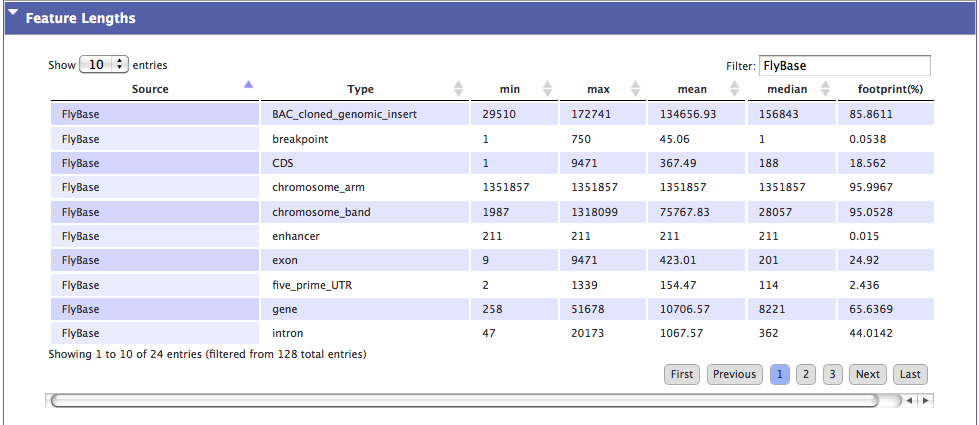 Feature Lengths
Show 10 entries Filter: FlyBase
Source Type min max mean median footprint(%)
FlyBase BAC_cloned_genomic_insert 29510 172741 134656.93 156843 85.8611
FlyBase breakpoint 1 750 45.06 1 0.0538
FlyBase CDS 1 9471 367.49 188 18.562
FlyBase chromosome_arm 1351857 1351857 1351857 1351857 95.9967
FlyBase chromosome_band 1987 1318099 75767.83 28057 95.0528
FlyBase enhancer 211 211 211 211 0.015
FlyBase exon 9 9471 423.01 201 24.92
FlyBase five_prime_UTR 2 1339 154.47 114 2.436
FlyBase gene 258 51678 10706.57 8221 65.6369
FlyBase intron 47 20173 1067.57 362 44.0142
Showing 1 to 10 of 24 entries (filtered from 128 total entries)
First Previous 1 2 3 Next Last